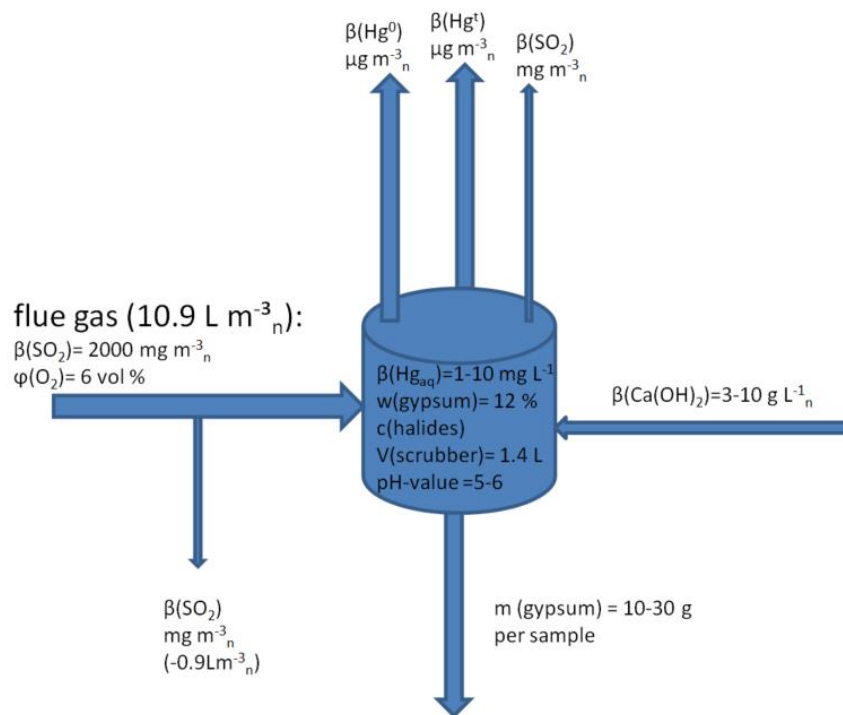 β(Hg⁰)
μg m⁻³ₙ
β(Hgᵗ)
μg m⁻³ₙ
β(SO₂)
mg m⁻³ₙ
flue gas (10.9 L m⁻³ₙ):
β(SO₂)= 2000 mg m⁻³ₙ
φ(O₂)= 6 vol %
β(Hg_aq)=1-10 mg L⁻¹
w(gypsum)= 12 %
c(halides)
V(scrubber)= 1.4 L
pH-value =5-6
β(Ca(OH)₂)=3-10 g L⁻¹ₙ
β(SO₂)
mg m⁻³ₙ
(-0.9Lm⁻³ₙ)
m (gypsum) = 10-30 g
per sample